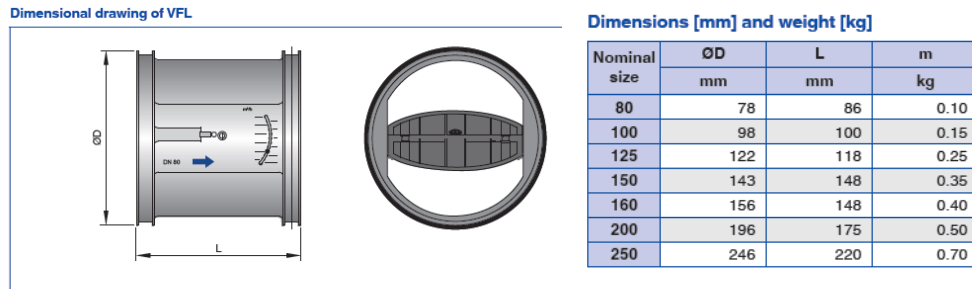 Dimensional drawing of VFL
ØD
m³/h
DN 80
L
Dimensions [mm] and weight [kg]
Nominal size ØD L m
mm mm kg
80 78 86 0.10
100 98 100 0.15
125 122 118 0.25
150 143 148 0.35
160 156 148 0.40
200 196 175 0.50
250 246 220 0.70